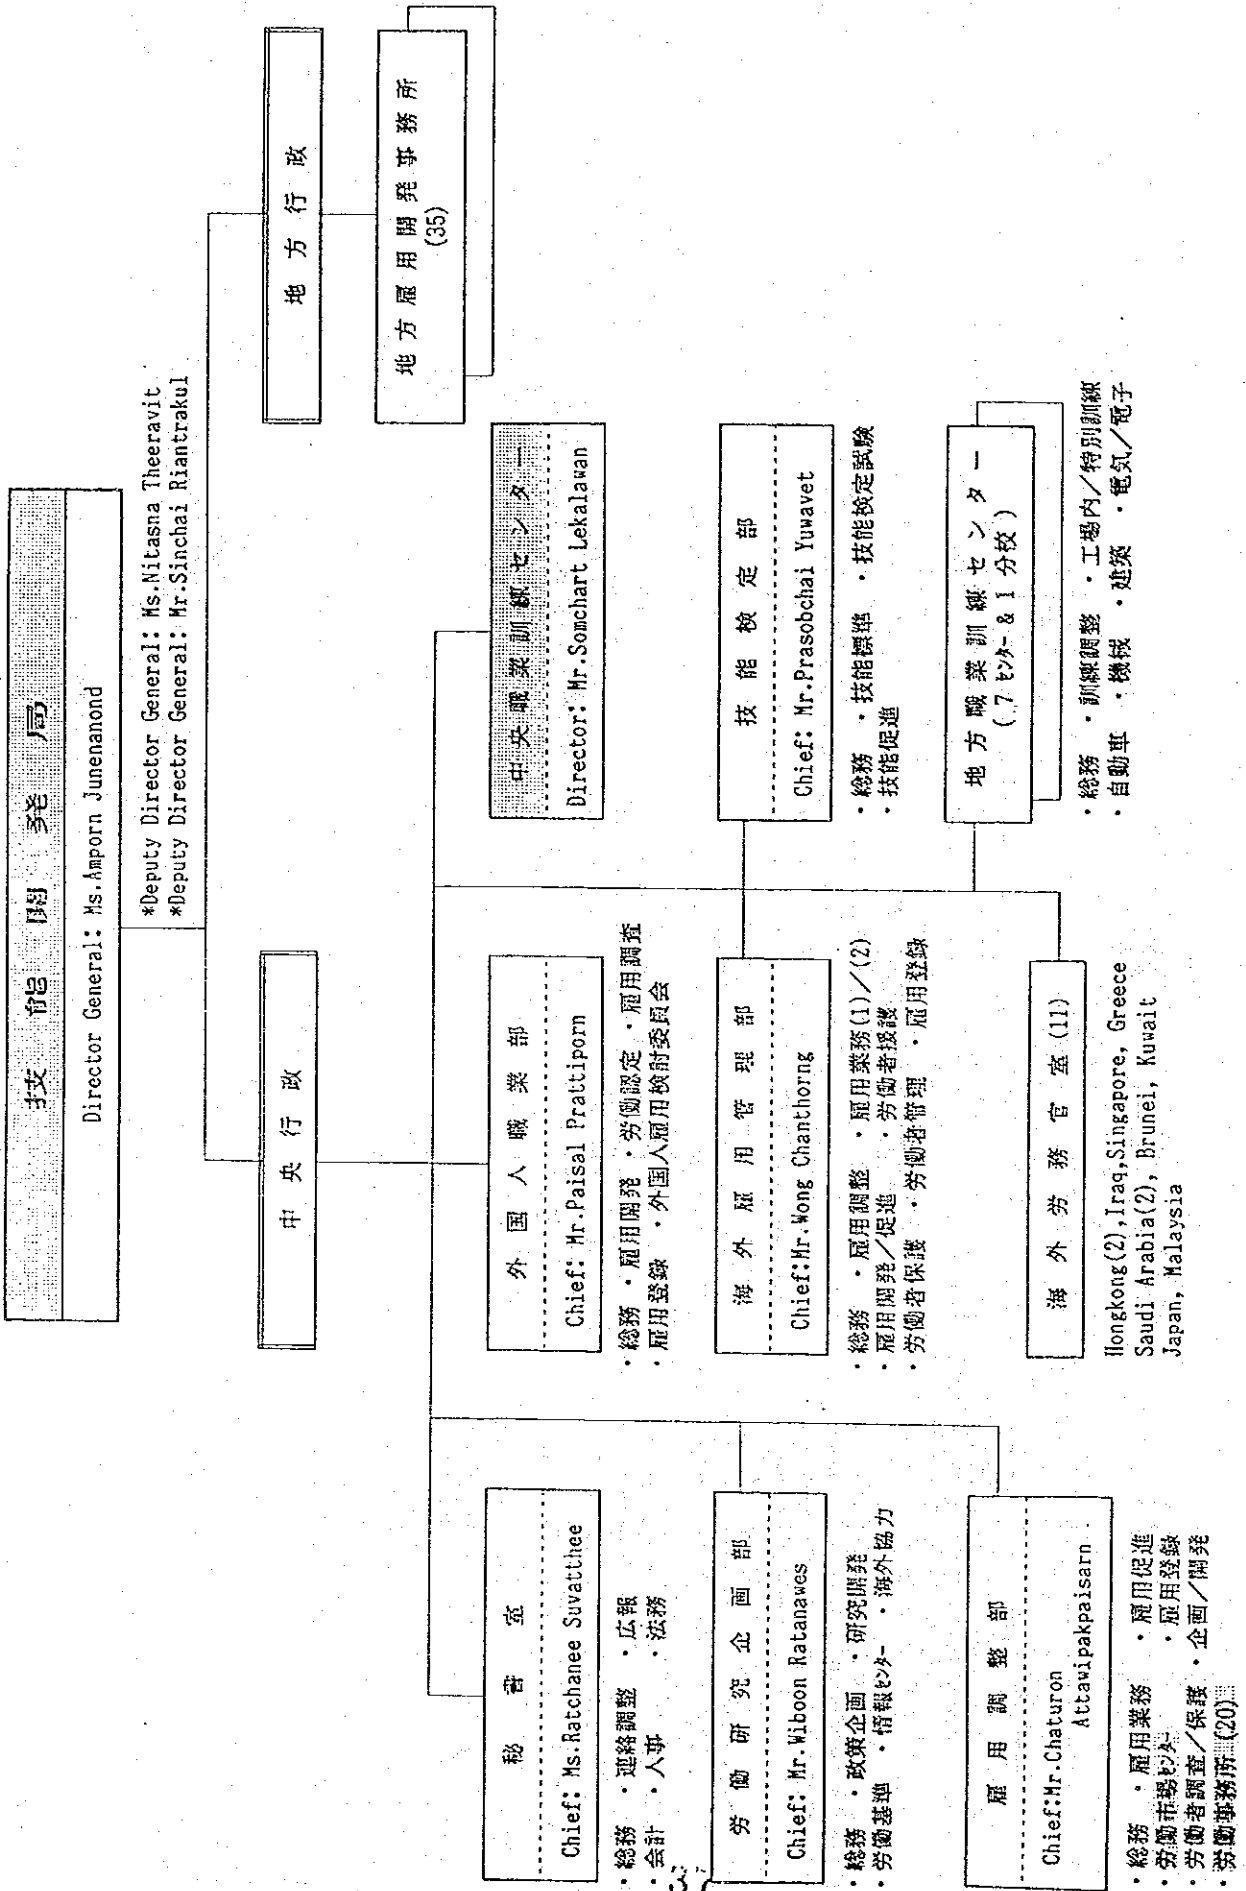 技能開発局
Director General: Ms.Amporn Junenanond
*Deputy Director General: Ms.Nitasna Theeravit
*Deputy Director General: Mr.Sinchai Riantrakul
中央行政
地方行政
地方雇用開発事務所
(35)
秘書室
Chief: Ms.Ratchanee Suvatthee
・総務 ・連絡調整 ・広報
・会計 ・人事 ・法務
外国人職業部
Chief: Mr.Paisal Prattiporn
・総務 ・雇用開発 ・労働認定 ・雇用調査
・雇用登録 ・外国人雇用検討委員会
中央職業訓練センター
Director: Mr.Somchart Lekalawan
労働研究企画部
Chief: Mr.Wiboon Ratanawes
・総務 ・政策企画 ・研究開発
・労働基準 ・情報センター ・海外協力
海外雇用管理部
Chief:Mr.Wong Chanthorng
・総務 ・雇用調整 ・雇用業務(1)/(2)
・雇用開発/促進 ・労働者援護
・労働者保護 ・労働者管理 ・雇用登録
技能検定部
Chief: Mr.Prasobchai Yuwavet
・総務 ・技能標準 ・技能検定試験
・技能促進
雇用調整部
Chief:Mr.Chaturon
Attawipakpaisarn
・総務 ・雇用業務 ・雇用促進
・労働市場センター ・雇用登録
・労働者調査/保護 ・企画/開発
・労働事務所(20)
海外労務官室(11)
Hongkong(2),Iraq,Singapore, Greece
Saudi Arabia(2), Brunei, Kuwait
Japan, Malaysia
地方職業訓練センター
(7センター&1分校)
・総務 ・訓練調整 ・工場内/特別訓練
・自動車 ・機械 ・建築 ・電気/電子